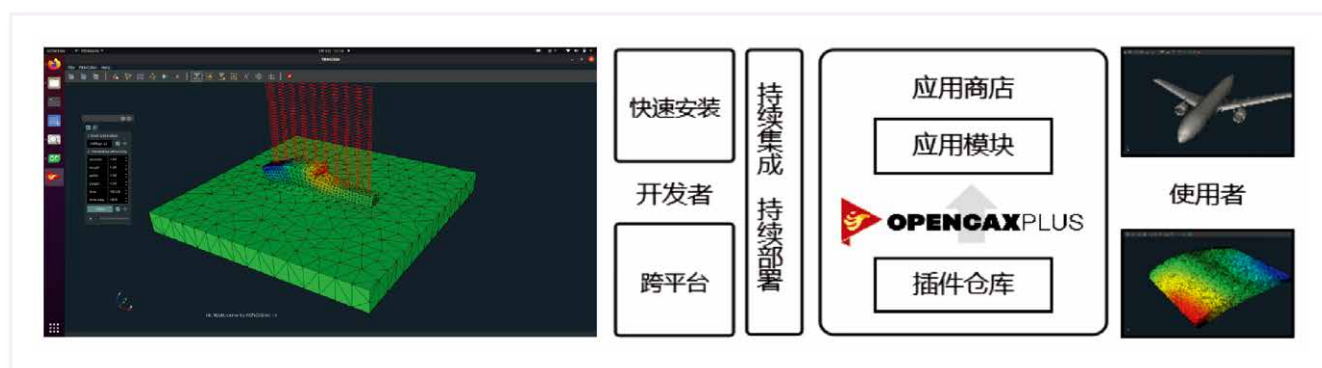 快速安装
开发者
跨平台
持续集成 持续部署
应用商店
应用模块
OPENCAXPLUS
插件仓库
使用者